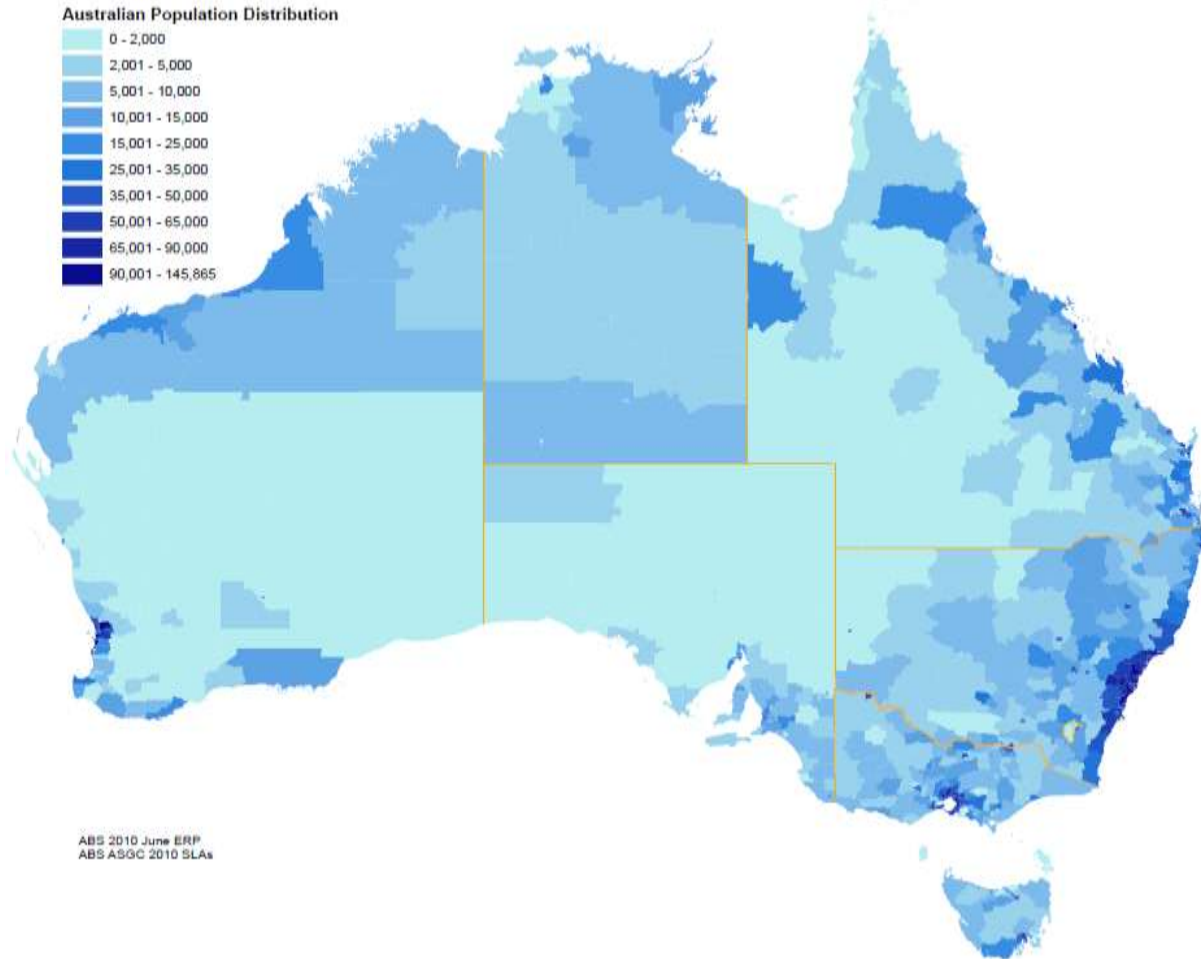 Australian Population Distribution
0 - 2,000
2,001 - 5,000
5,001 - 10,000
10,001 - 15,000
15,001 - 25,000
25,001 - 35,000
35,001 - 50,000
50,001 - 65,000
65,001 - 90,000
90,001 - 145,865
ABS 2010 June ERP
ABS ASGC 2010 SLAs